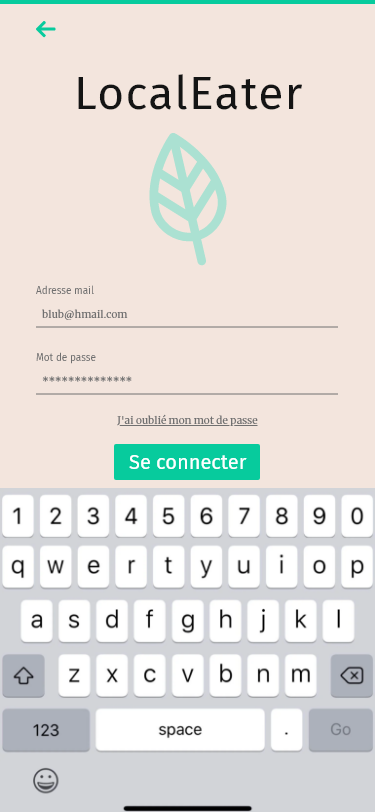 LocalEater
Adresse mail
blub@hmail.com
Mot de passe
**************
J'ai oublié mon mot de passe
Se connecter
1 2 3 4 5 6 7 8 9 0
q w e r t y u i o p
a s d f g h j k l
z x c v b n m
123 space . Go